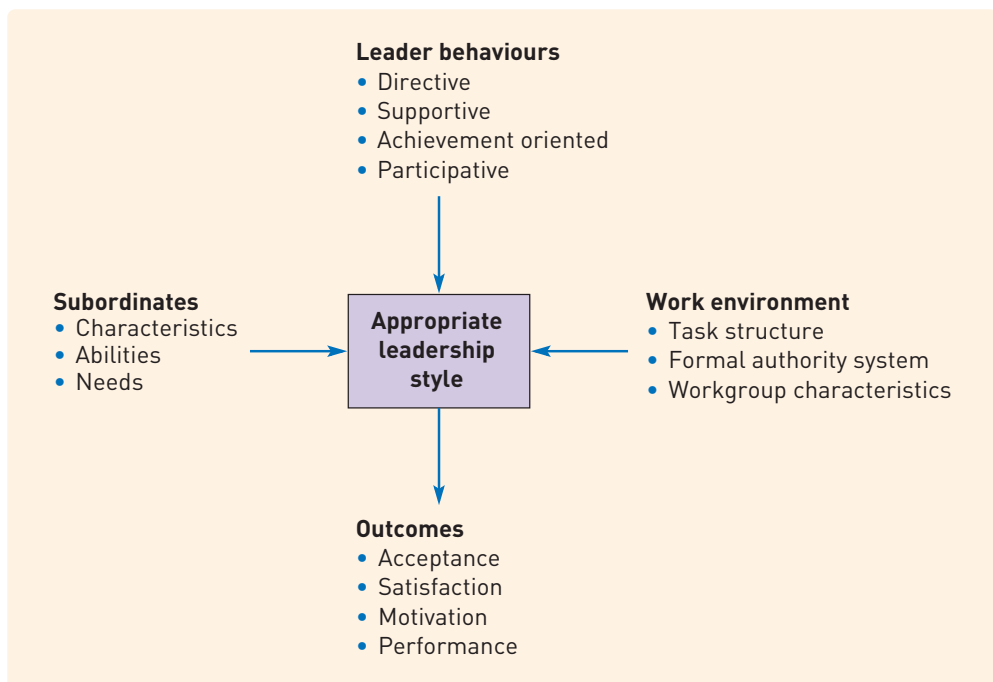 Leader behaviours
• Directive
• Supportive
• Achievement oriented
• Participative
Subordinates
• Characteristics
• Abilities
• Needs
Appropriate
leadership
style
Work environment
• Task structure
• Formal authority system
• Workgroup characteristics
Outcomes
• Acceptance
• Satisfaction
• Motivation
• Performance